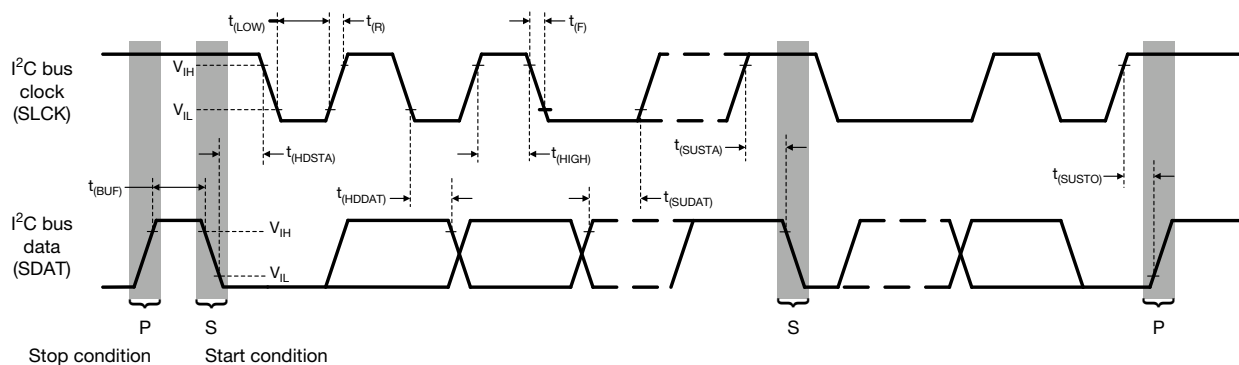 t(LOW)
t(R)
t(F)
I²C bus
clock
(SLCK)
VIH
VIL
t(HDSTA)
t(HIGH)
t(SUSTA)
t(SUSTO)
t(BUF)
t(HDDAT)
t(SUDAT)
I²C bus
data
(SDAT)
VIH
VIL
P
S
S
P
Stop condition
Start condition